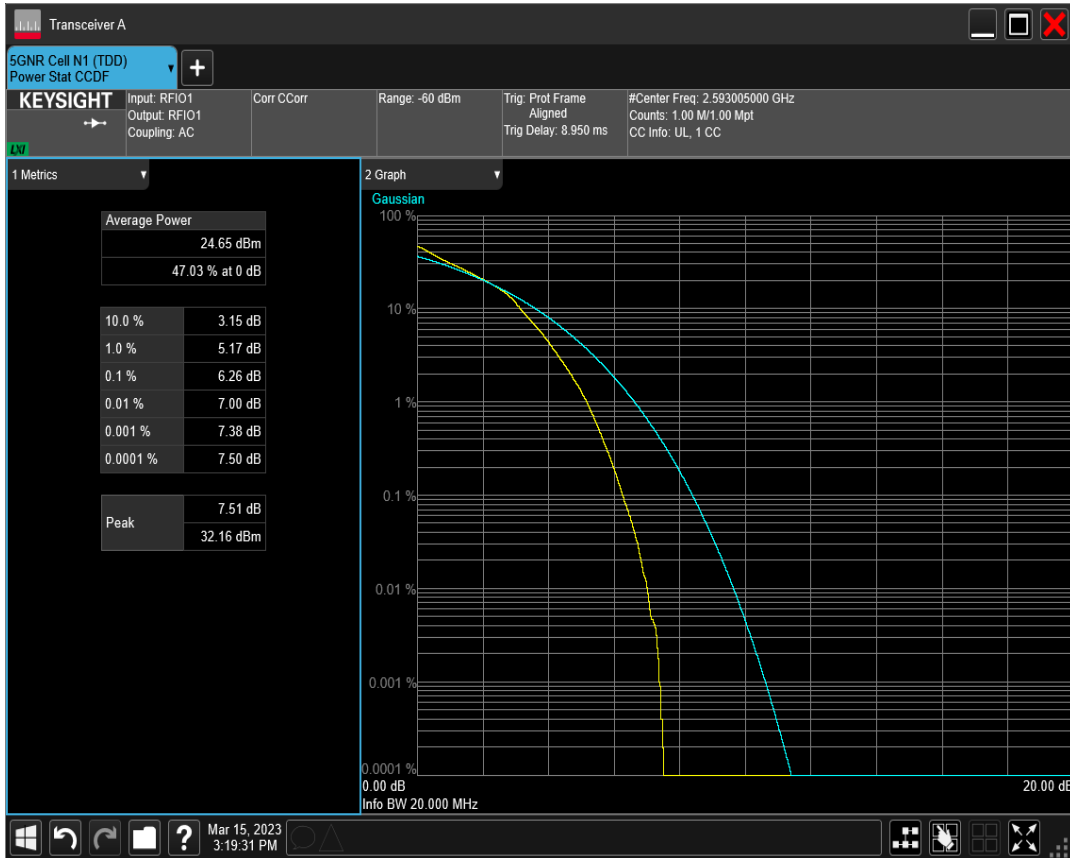 Transceiver A
5GNR Cell N1 (TDD)
Power Stat CCDF
+
KEYSIGHT
LXI
Input: RFIO1
Output: RFIO1
Coupling: AC
Corr CCorr
Range: -60 dBm
Trig: Prot Frame
Aligned
Trig Delay: 8.950 ms
#Center Freq: 2.593005000 GHz
Counts: 1.00 M/1.00 Mpt
CC Info: UL, 1 CC
1 Metrics
Average Power
24.65 dBm
47.03 % at 0 dB
10.0 % 3.15 dB
1.0 % 5.17 dB
0.1 % 6.26 dB
0.01 % 7.00 dB
0.001 % 7.38 dB
0.0001 % 7.50 dB
Peak
7.51 dB
32.16 dBm
2 Graph
Gaussian
100 %
10 %
1 %
0.1 %
0.01 %
0.001 %
0.0001 %
0.00 dB 20.00 dB
Info BW 20.000 MHz
?
Mar 15, 2023
3:19:31 PM